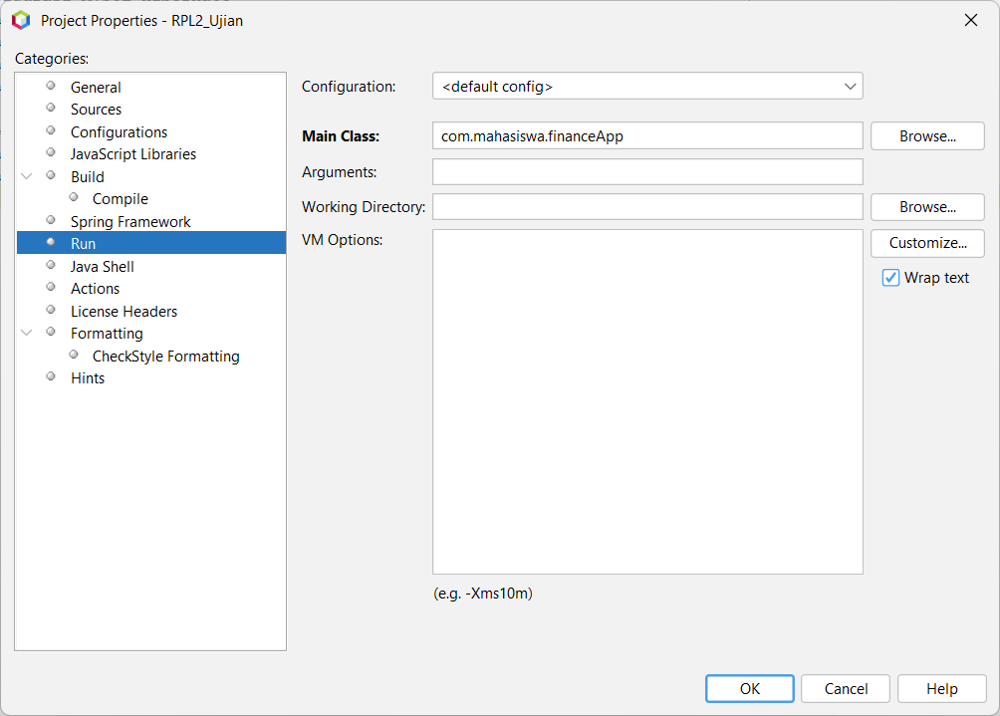 Project Properties - RPL2_Ujian
Categories:
General
Sources
Configurations
JavaScript Libraries
Build
Compile
Spring Framework
Run
Java Shell
Actions
License Headers
Formatting
CheckStyle Formatting
Hints
Configuration: <default config>
Main Class: com.mahasiswa.financeApp Browse...
Arguments:
Working Directory: Browse...
VM Options: Customize...
Wrap text
(e.g. -Xms10m)
OK Cancel Help